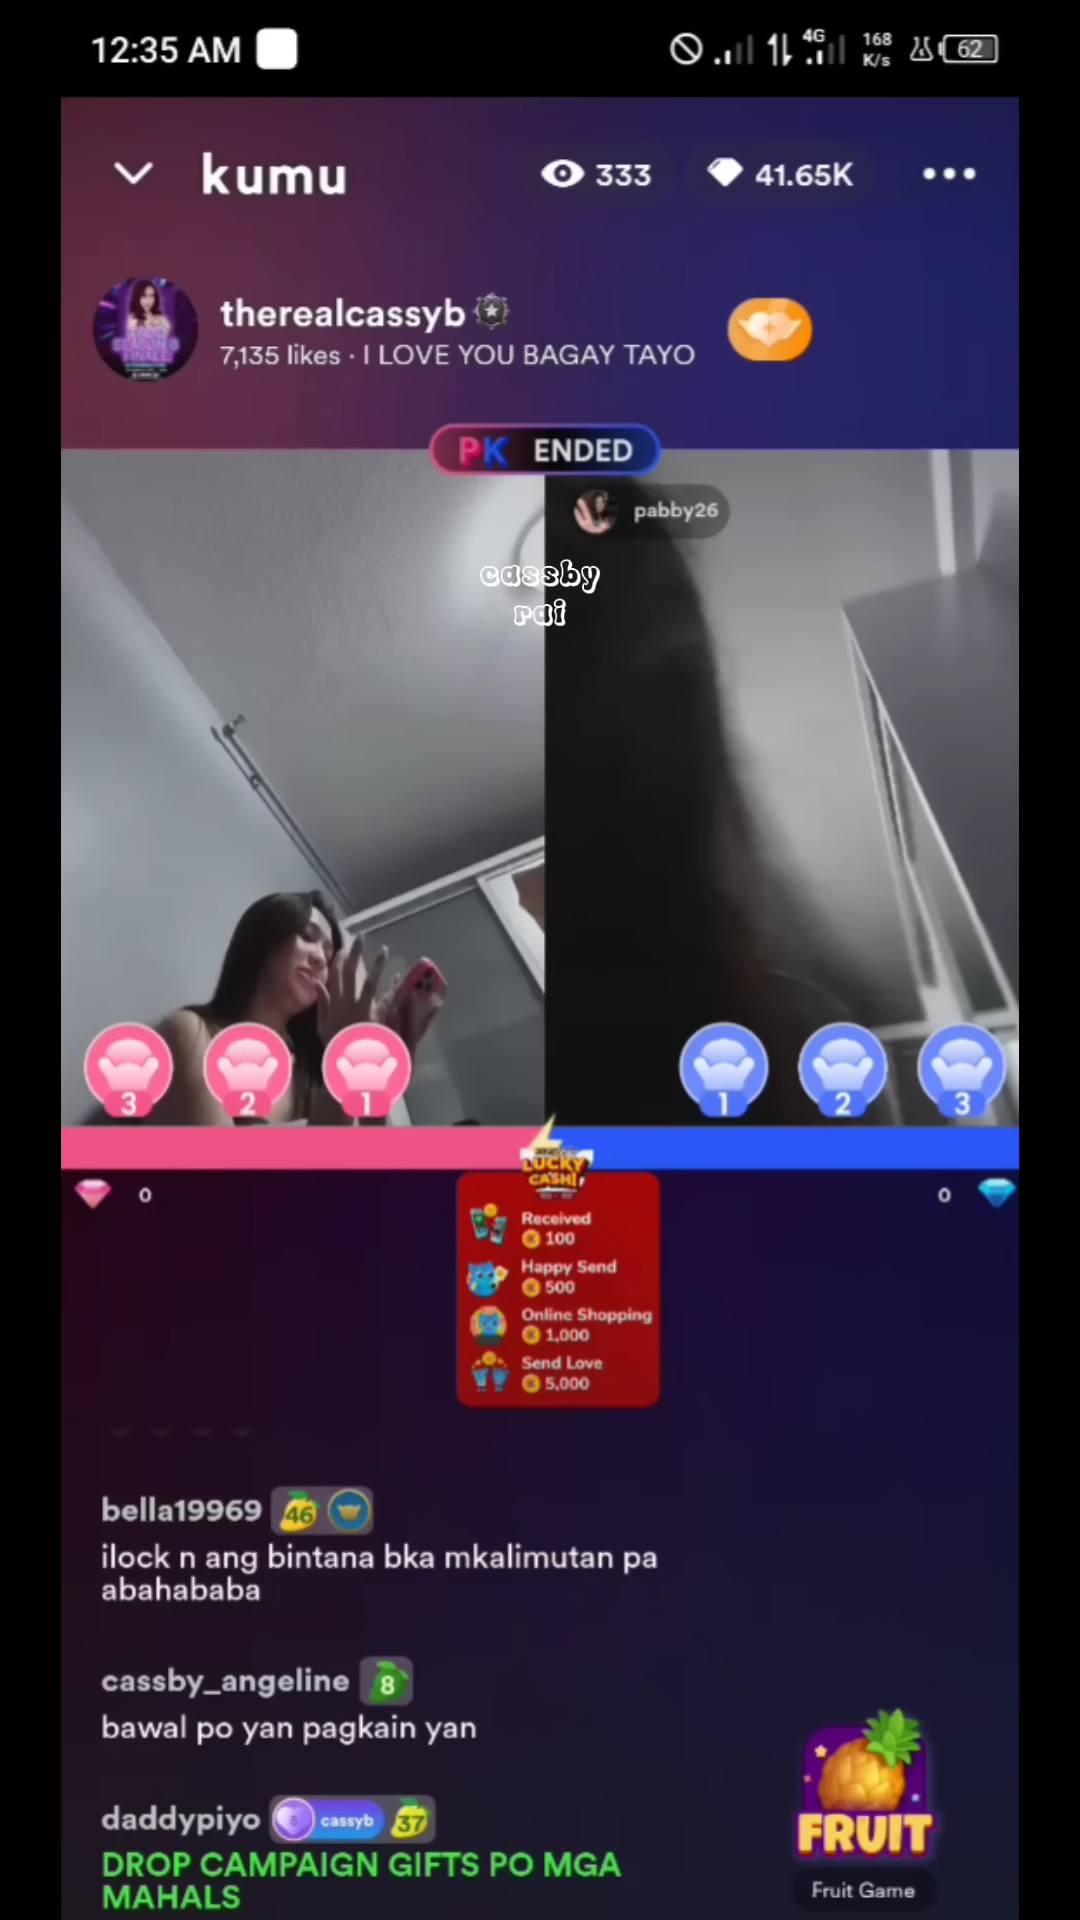 12:35 AM
4G
168
K/s
62
kumu
333
41.65K
therealcassyb
7,135 likes · I LOVE YOU BAGAY TAYO
PK ENDED
pabby26
cassby
rai
3
2
1
1
2
3
LUCKY
CASH!
0
0
Received
100
Happy Send
500
Online Shopping
1,000
Send Love
5,000
bella19969 46
ilock n ang bintana bka mkalimutan pa
abahababa
cassby_angeline 8
bawal po yan pagkain yan
daddypiyo cassyb 37
DROP CAMPAIGN GIFTS PO MGA
MAHALS
FRUIT
Fruit Game